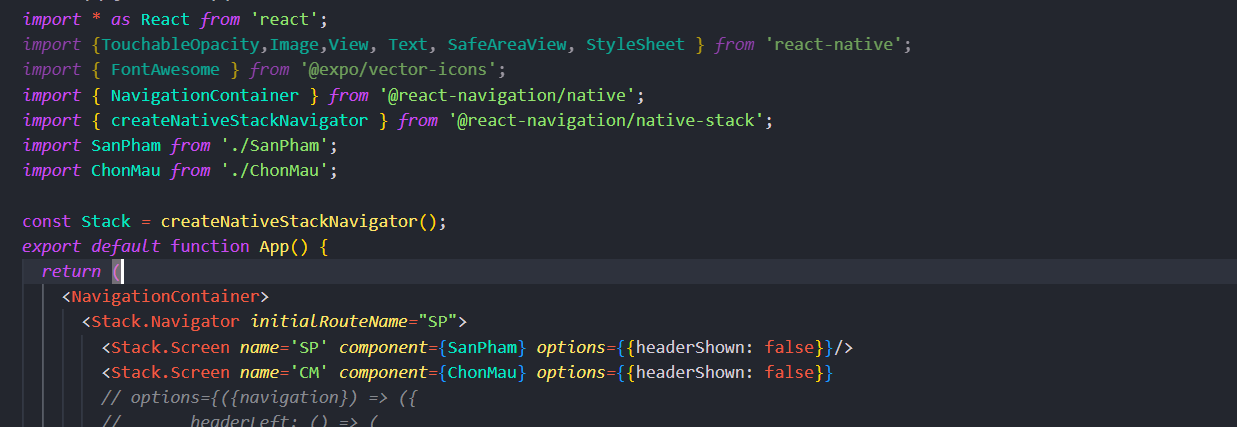 import * as React from 'react';
import {TouchableOpacity,Image,View, Text, SafeAreaView, StyleSheet } from 'react-native';
import { FontAwesome } from '@expo/vector-icons';
import { NavigationContainer } from '@react-navigation/native';
import { createNativeStackNavigator } from '@react-navigation/native-stack';
import SanPham from './SanPham';
import ChonMau from './ChonMau';

const Stack = createNativeStackNavigator();
export default function App() {
  return (
    <NavigationContainer>
      <Stack.Navigator initialRouteName="SP">
        <Stack.Screen name='SP' component={SanPham} options={{headerShown: false}}/>
        <Stack.Screen name='CM' component={ChonMau} options={{headerShown: false}}
        // options={({navigation}) => ({
        //       headerLeft: () => (